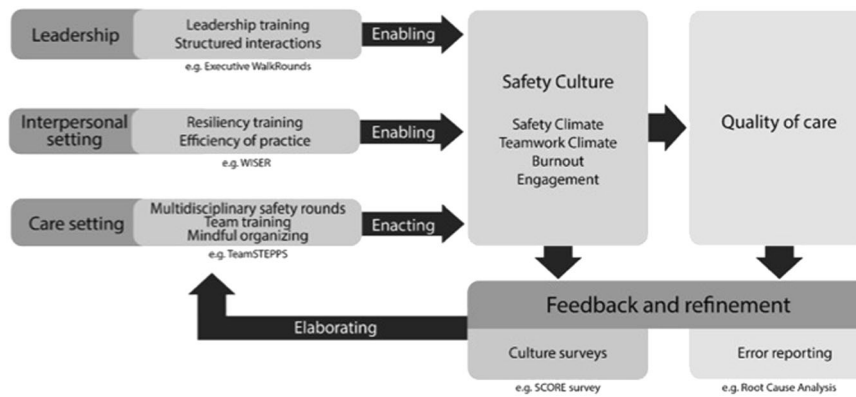 Leadership
Leadership training
Structured interactions
e.g. Executive WalkRounds
Enabling
Interpersonal
setting
Resiliency training
Efficiency of practice
e.g. WISER
Enabling
Care setting
Multidisciplinary safety rounds
Team training
Mindful organizing
e.g. TeamSTEPPS
Enacting
Safety Culture
Safety Climate
Teamwork Climate
Burnout
Engagement
Quality of care
Feedback and refinement
Elaborating
Culture surveys
e.g. SCORE survey
Error reporting
e.g. Root Cause Analysis